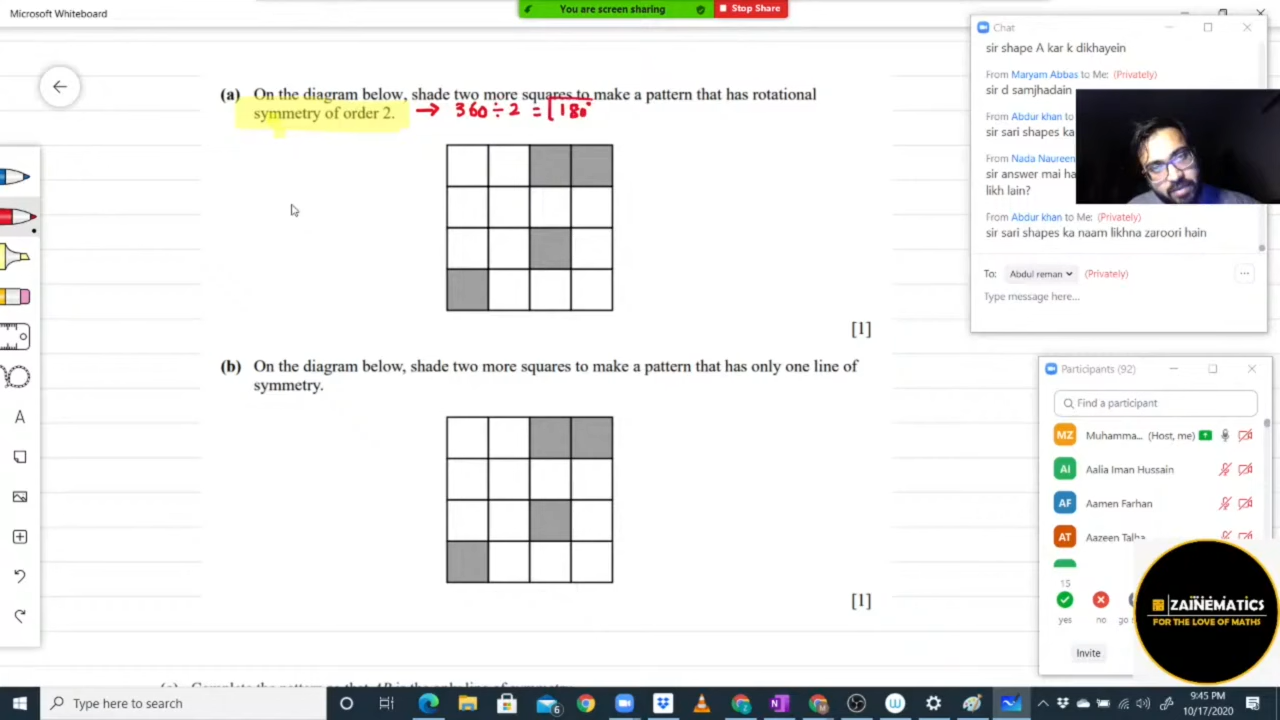 Microsoft Whiteboard
You are screen sharing
Stop Share
(a) On the diagram below, shade two more squares to make a pattern that has rotational
symmetry of order 2.
→ 360 ÷ 2 = 180°
[1]
(b) On the diagram below, shade two more squares to make a pattern that has only one line of
symmetry.
[1]
Chat
sir shape A kar k dikhayein
From Maryam Abbas to Me: (Privately)
sir d samjhadain
From Abdur khan to
sir sari shapes ka
From Nada Naureen
sir answer mai ha
likh lain?
From Abdur khan to Me: (Privately)
sir sari shapes ka naam likhna zaroori hain
To: Abdul reman (Privately)
Type message here...
Participants (92)
Find a participant
MZ Muhamma... (Host, me)
AI Aalia Iman Hussain
AF Aamen Farhan
AT Aazeen Talha
15
yes
no
go
Invite
ZAINEMATICS
FOR THE LOVE OF MATHS
A
Type here to search
6
9:45 PM
10/17/2020